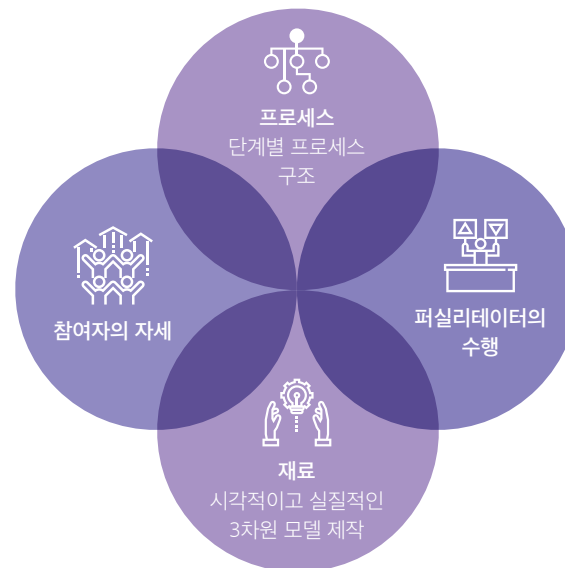 프로세스
단계별 프로세스
구조
참여자의 자세
퍼실리테이터의
수행
재료
시각적이고 실질적인
3차원 모델 제작